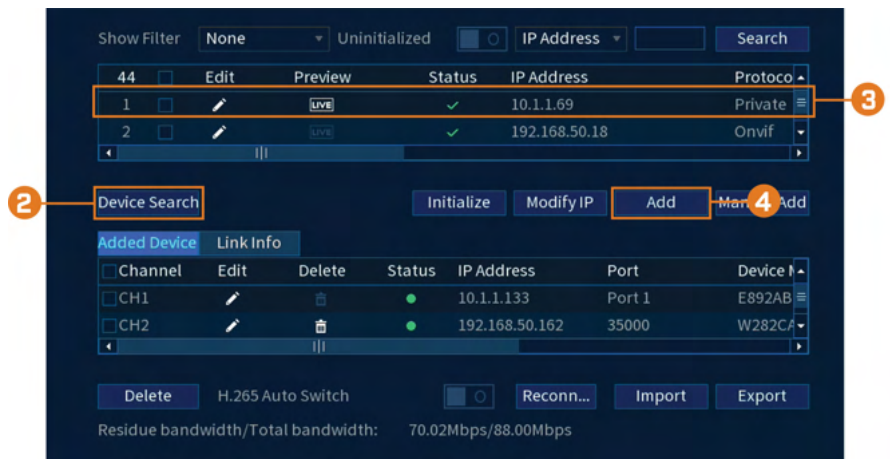 Show Filter None Uninitialized IP Address Search
44 Edit Preview Status IP Address Protoco
1 LIVE 10.1.1.69 Private
3
2 LIVE 192.168.50.18 Onvif
2 Device Search Initialize Modify IP Add 4 Add
Added Device Link Info
Channel Edit Delete Status IP Address Port Device
CH1 10.1.1.133 Port 1 E892AB
CH2 192.168.50.162 35000 W282CA
Delete H.265 Auto Switch Reconn... Import Export
Residue bandwidth/Total bandwidth: 70.02Mbps/88.00Mbps